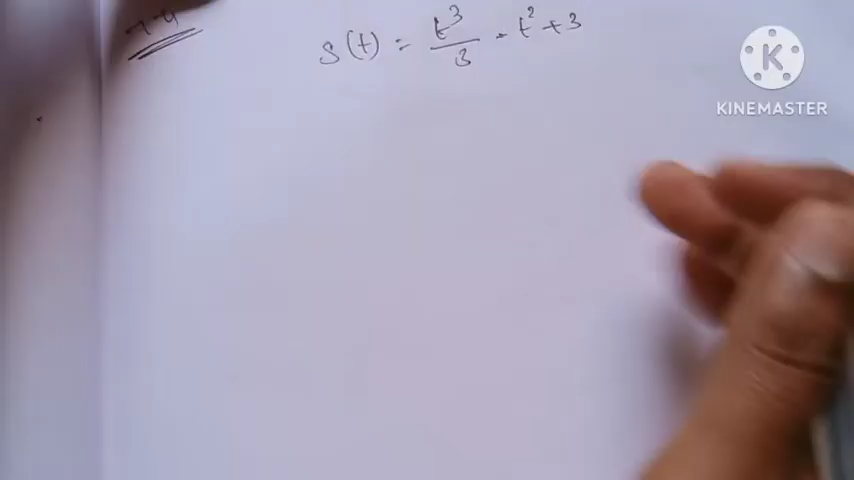 s(t) = t³/3 - t² + 3
KINEMASTER